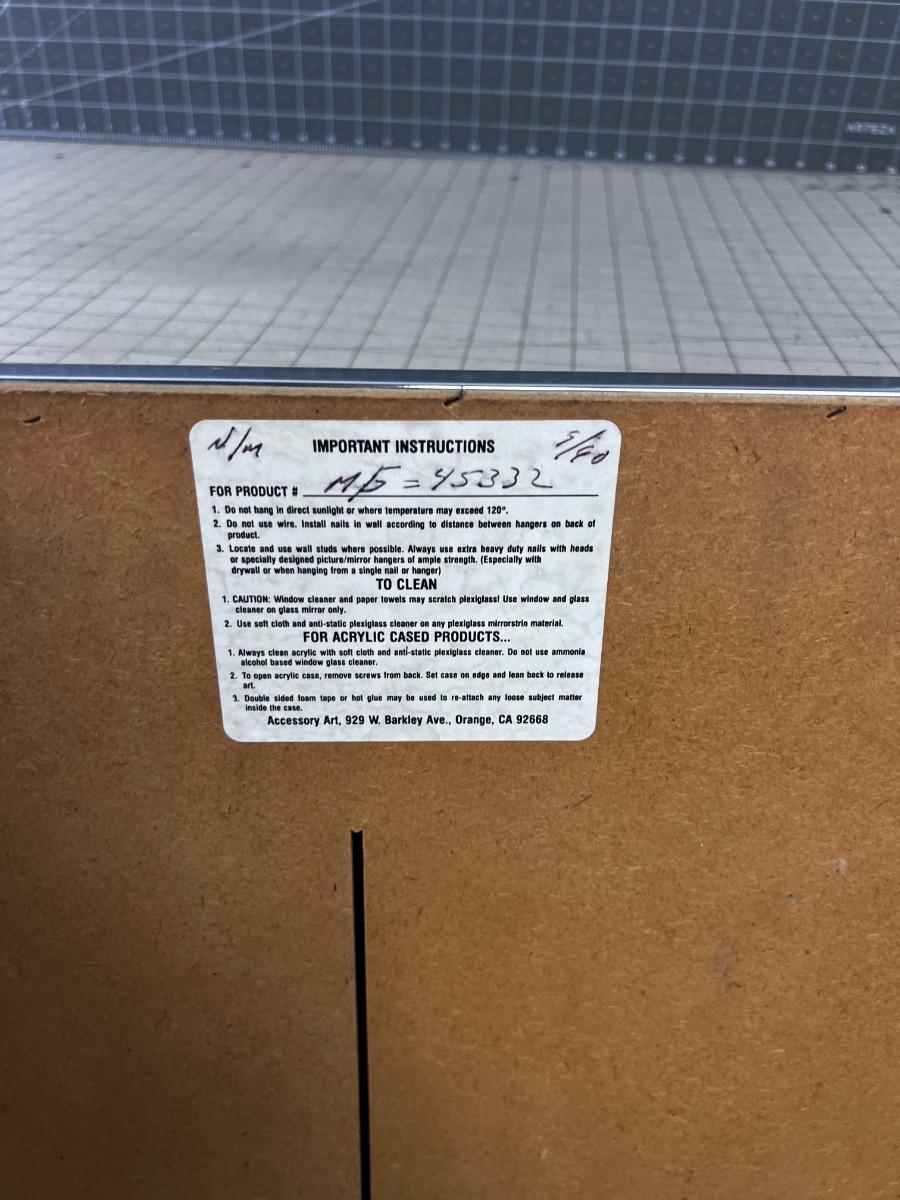 N/M IMPORTANT INSTRUCTIONS
FOR PRODUCT # = 45332
1. Do not hang in direct sunlight or where temperature may exceed 120°.
2. Do not use wire. Install nails in wall according to distance between hangers on back of
product.
3. Locate and use wall studs where possible. Always use extra heavy duty nails with heads
or specially designed picture/mirror hangers of ample strength. (Especially with
drywall or when hanging from a single nail or hanger)
TO CLEAN
1. CAUTION: Window cleaner and paper towels may scratch plexiglass! Use window and glass
cleaner on glass mirror only.
2. Use soft cloth and anti-static plexiglass cleaner on any plexiglass mirrorstrip material.
FOR ACRYLIC CASED PRODUCTS...
1. Always clean acrylic with soft cloth and anti-static plexiglass cleaner. Do not use ammonia
alcohol based window glass cleaner.
2. To open acrylic case, remove screws from back. Set case on edge and lean back to release
art.
3. Double sided foam tape or hot glue may be used to re-attach any loose subject matter
inside the case.
Accessory Art, 929 W. Barkley Ave., Orange, CA 92668